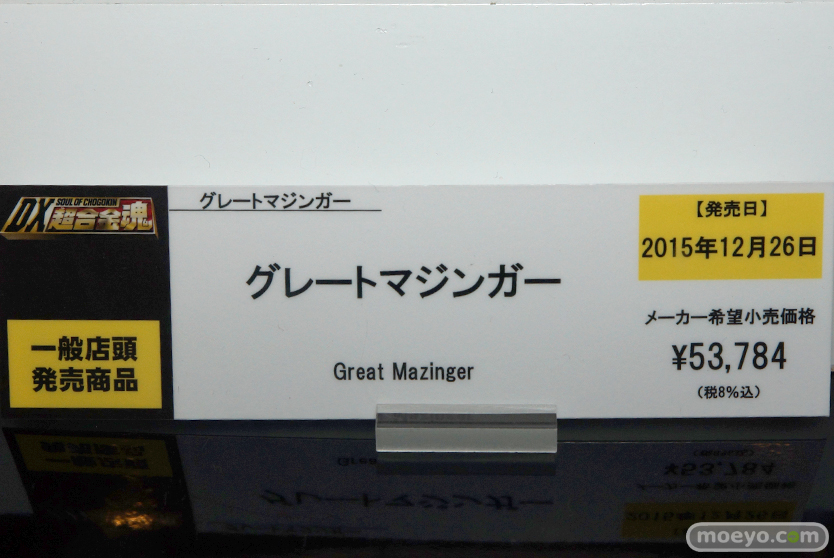 DX SOUL OF CHOGOKIN
超合金魂
一般店頭
発売商品
グレートマジンガー
グレートマジンガー
Great Mazinger
【発売日】
2015年12月26日
メーカー希望小売価格
¥53,784
(税8%込)
moeyo.com